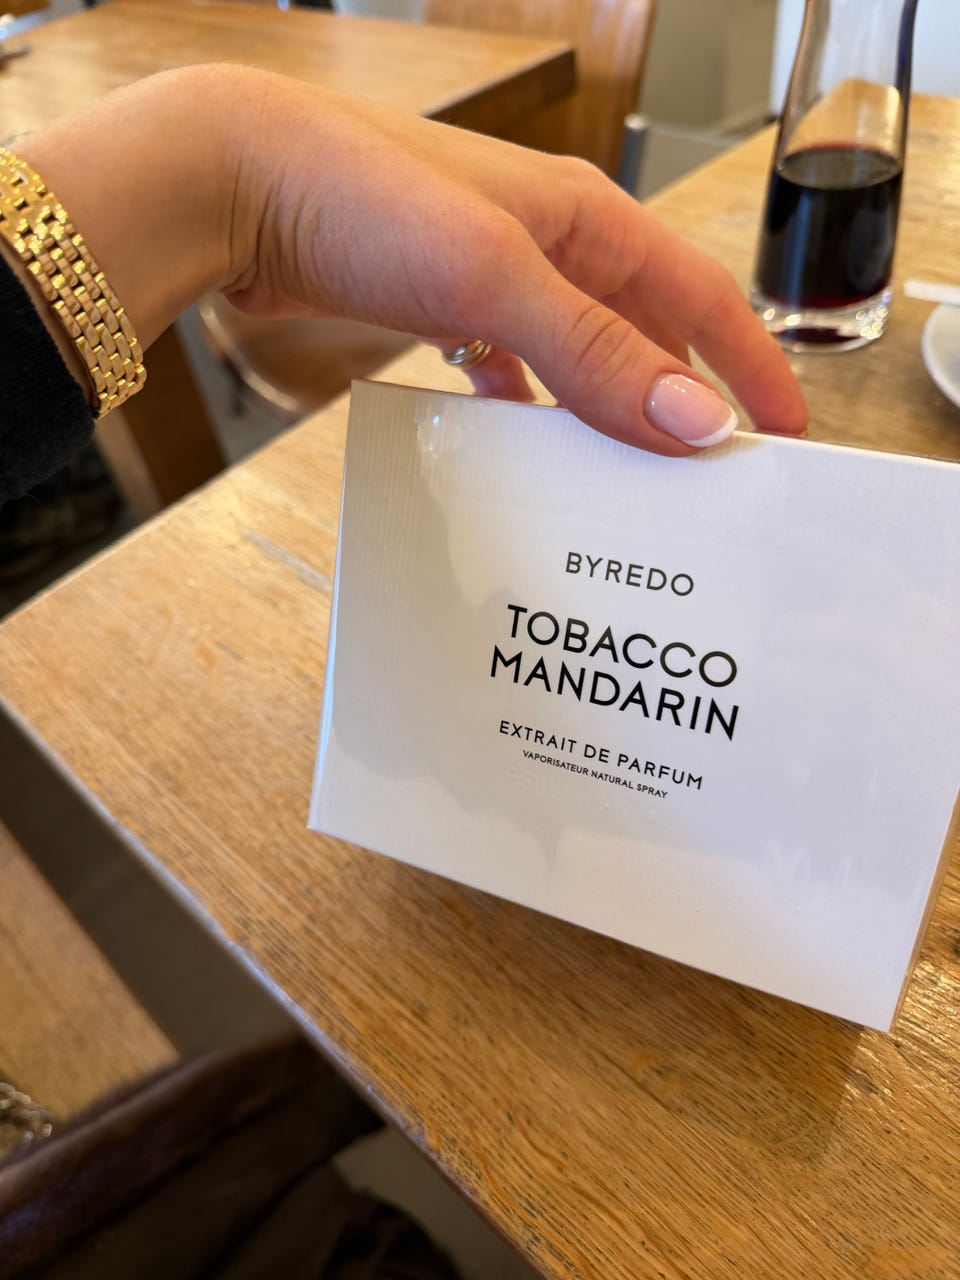 BYREDO
TOBACCO
MANDARIN
EXTRAIT DE PARFUM
VAPORISATEUR NATURAL SPRAY